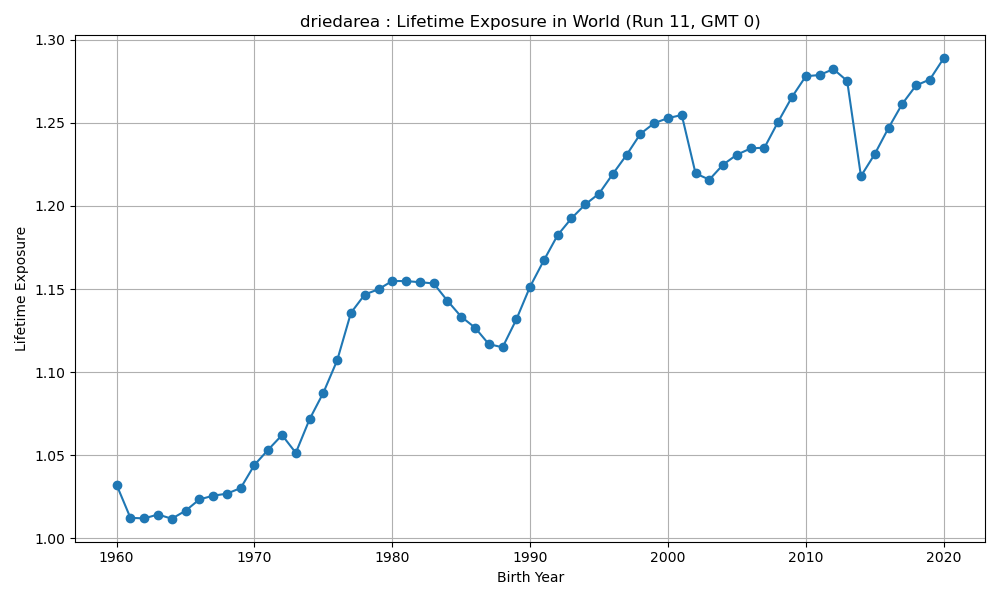 driedarea : Lifetime Exposure in World (Run 11, GMT 0)
Lifetime Exposure
1.30
1.25
1.20
1.15
1.10
1.05
1.00
1960 1970 1980 1990 2000 2010 2020
Birth Year